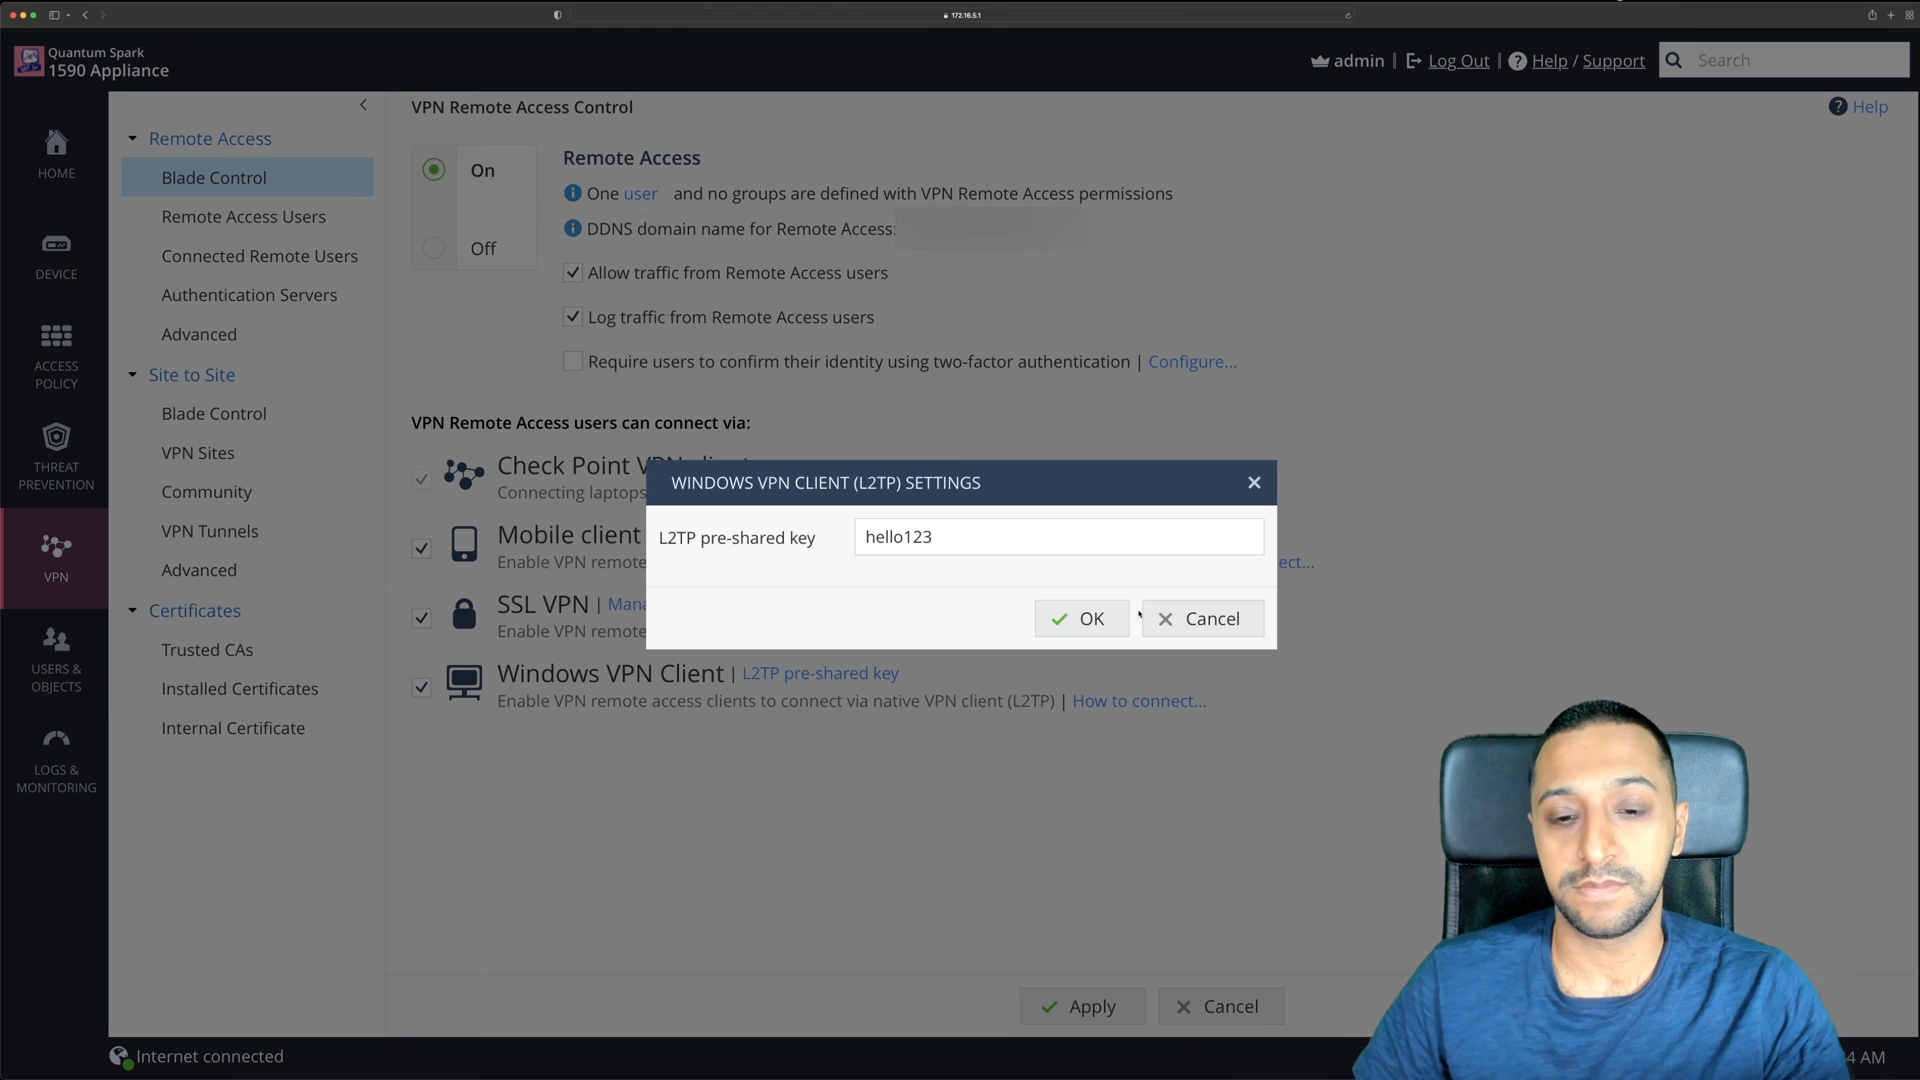 172.16.5.1
Quantum Spark
1590 Appliance
admin | Log Out | Help / Support
Search
HOME
DEVICE
ACCESS
POLICY
THREAT
PREVENTION
VPN
USERS &
OBJECTS
LOGS &
MONITORING
Remote Access
Blade Control
Remote Access Users
Connected Remote Users
Authentication Servers
Advanced
Site to Site
Blade Control
VPN Sites
Community
VPN Tunnels
Advanced
Certificates
Trusted CAs
Installed Certificates
Internal Certificate
VPN Remote Access Control
Help
On
Off
Remote Access
One user and no groups are defined with VPN Remote Access permissions
DDNS domain name for Remote Access:
Allow traffic from Remote Access users
Log traffic from Remote Access users
Require users to confirm their identity using two-factor authentication | Configure...
VPN Remote Access users can connect via:
Check Point VPN client
Connecting laptops
Mobile client
Enable VPN remote
ect...
SSL VPN | Mana
Enable VPN remote
Windows VPN Client | L2TP pre-shared key
Enable VPN remote access clients to connect via native VPN client (L2TP) | How to connect...
WINDOWS VPN CLIENT (L2TP) SETTINGS
L2TP pre-shared key
hello123
OK
Cancel
Apply
Cancel
Internet connected
4 AM